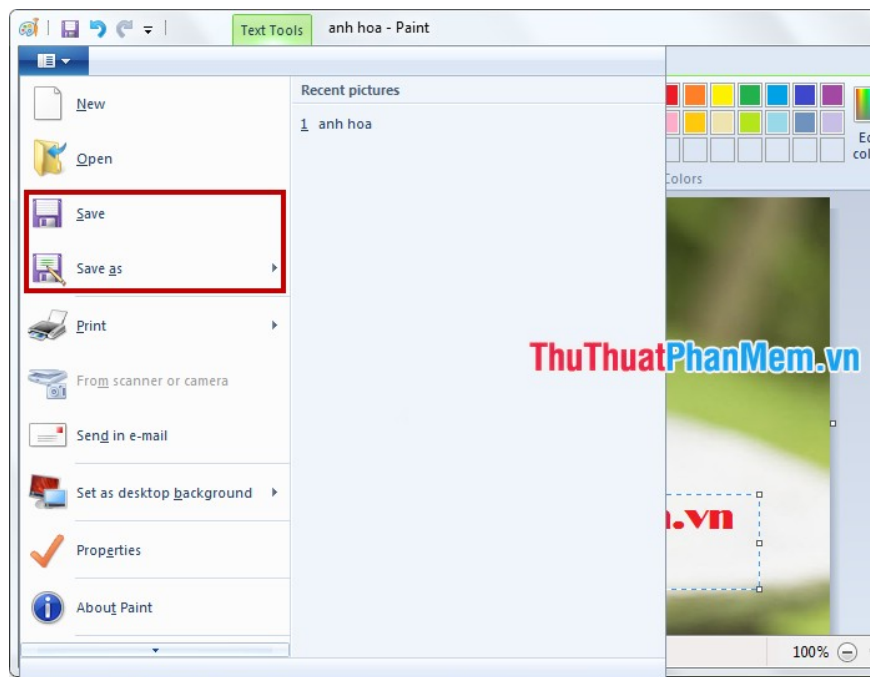 Text Tools
anh hoa - Paint
New
Open
Save
Save as
Print
From scanner or camera
Send in e-mail
Set as desktop background
Properties
About Paint
Recent pictures
1 anh hoa
Colors
ThuThuatPhanMem.vn
.vn
100%